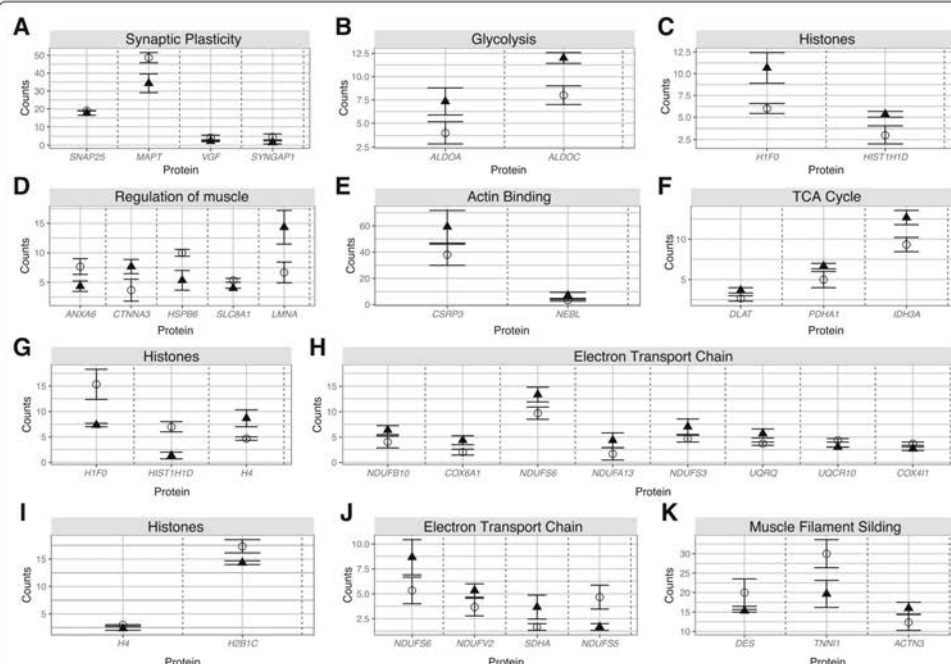 A
Synaptic Plasticity
50
40
30
20
10
0
Counts
SNAP25 MAPT VGF SYNGAP1
Protein
B
Glycolysis
12.5
10.0
7.5
5.0
2.5
Counts
ALDOA ALDOC
Protein
C
Histones
12.5
10.0
7.5
5.0
2.5
Counts
H1F0 HIST1H1D
Protein
D
Regulation of muscle
15
10
5
Counts
ANXA6 CTNNA3 HSPB6 SLC8A1 LMNA
Protein
E
Actin Binding
60
40
20
0
Counts
CSRP3 NEBL
Protein
F
TCA Cycle
10
5
Counts
DLAT PDHA1 IDH3A
Protein
G
Histones
15
10
5
0
Counts
H1F0 HIST1H1D H4
Protein
H
Electron Transport Chain
15
10
5
0
Counts
NDUFB10 COX6A1 NDUFS6 NDUFA13 NDUFS3 UQRQ UQCR10 COX4I1
Protein
I
Histones
15
10
5
Counts
H4 H2B1C
Protein
J
Electron Transport Chain
10.0
7.5
5.0
2.5
Counts
NDUFS6 NDUFV2 SDHA NDUFS5
Protein
K
Muscle Filament Silding
30
25
20
15
10
Counts
DES TNNI1 ACTN3
Protein